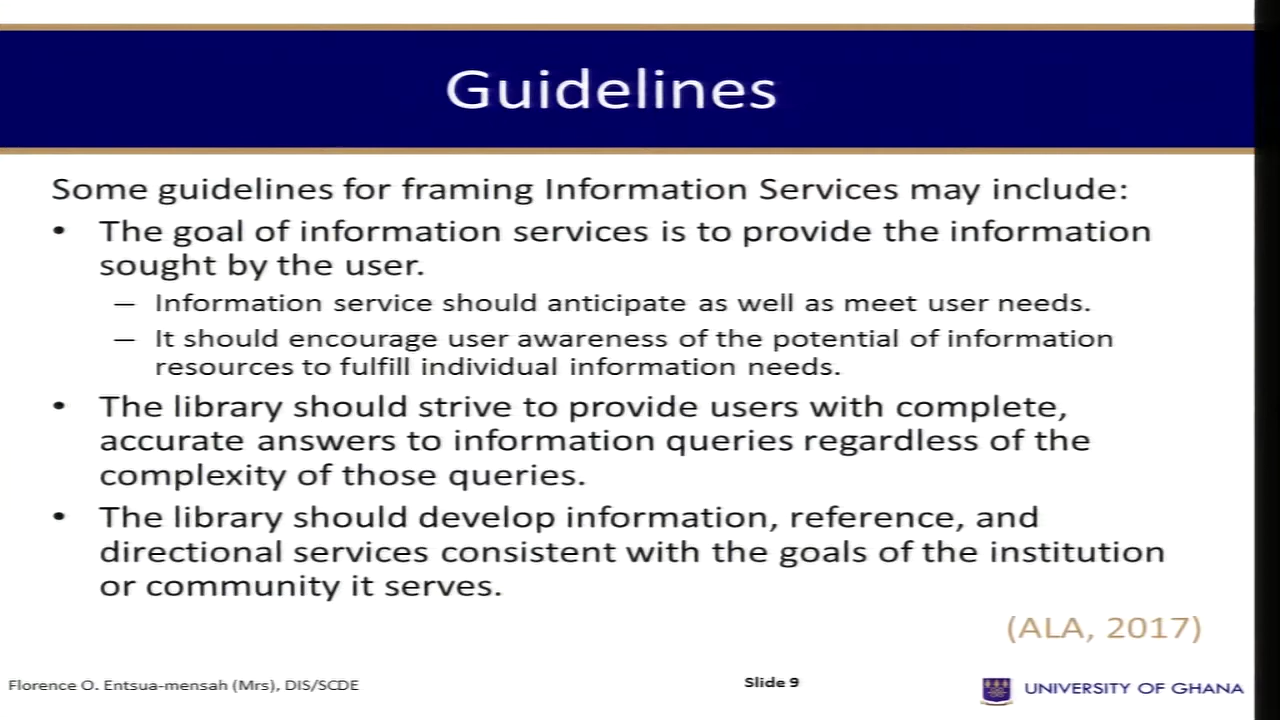 Guidelines
Some guidelines for framing Information Services may include:
• The goal of information services is to provide the information
sought by the user.
– Information service should anticipate as well as meet user needs.
– It should encourage user awareness of the potential of information
resources to fulfill individual information needs.
• The library should strive to provide users with complete,
accurate answers to information queries regardless of the
complexity of those queries.
• The library should develop information, reference, and
directional services consistent with the goals of the institution
or community it serves.
(ALA, 2017)
Florence O. Entsua-mensah (Mrs), DIS/SCDE
Slide 9
UNIVERSITY OF GHANA